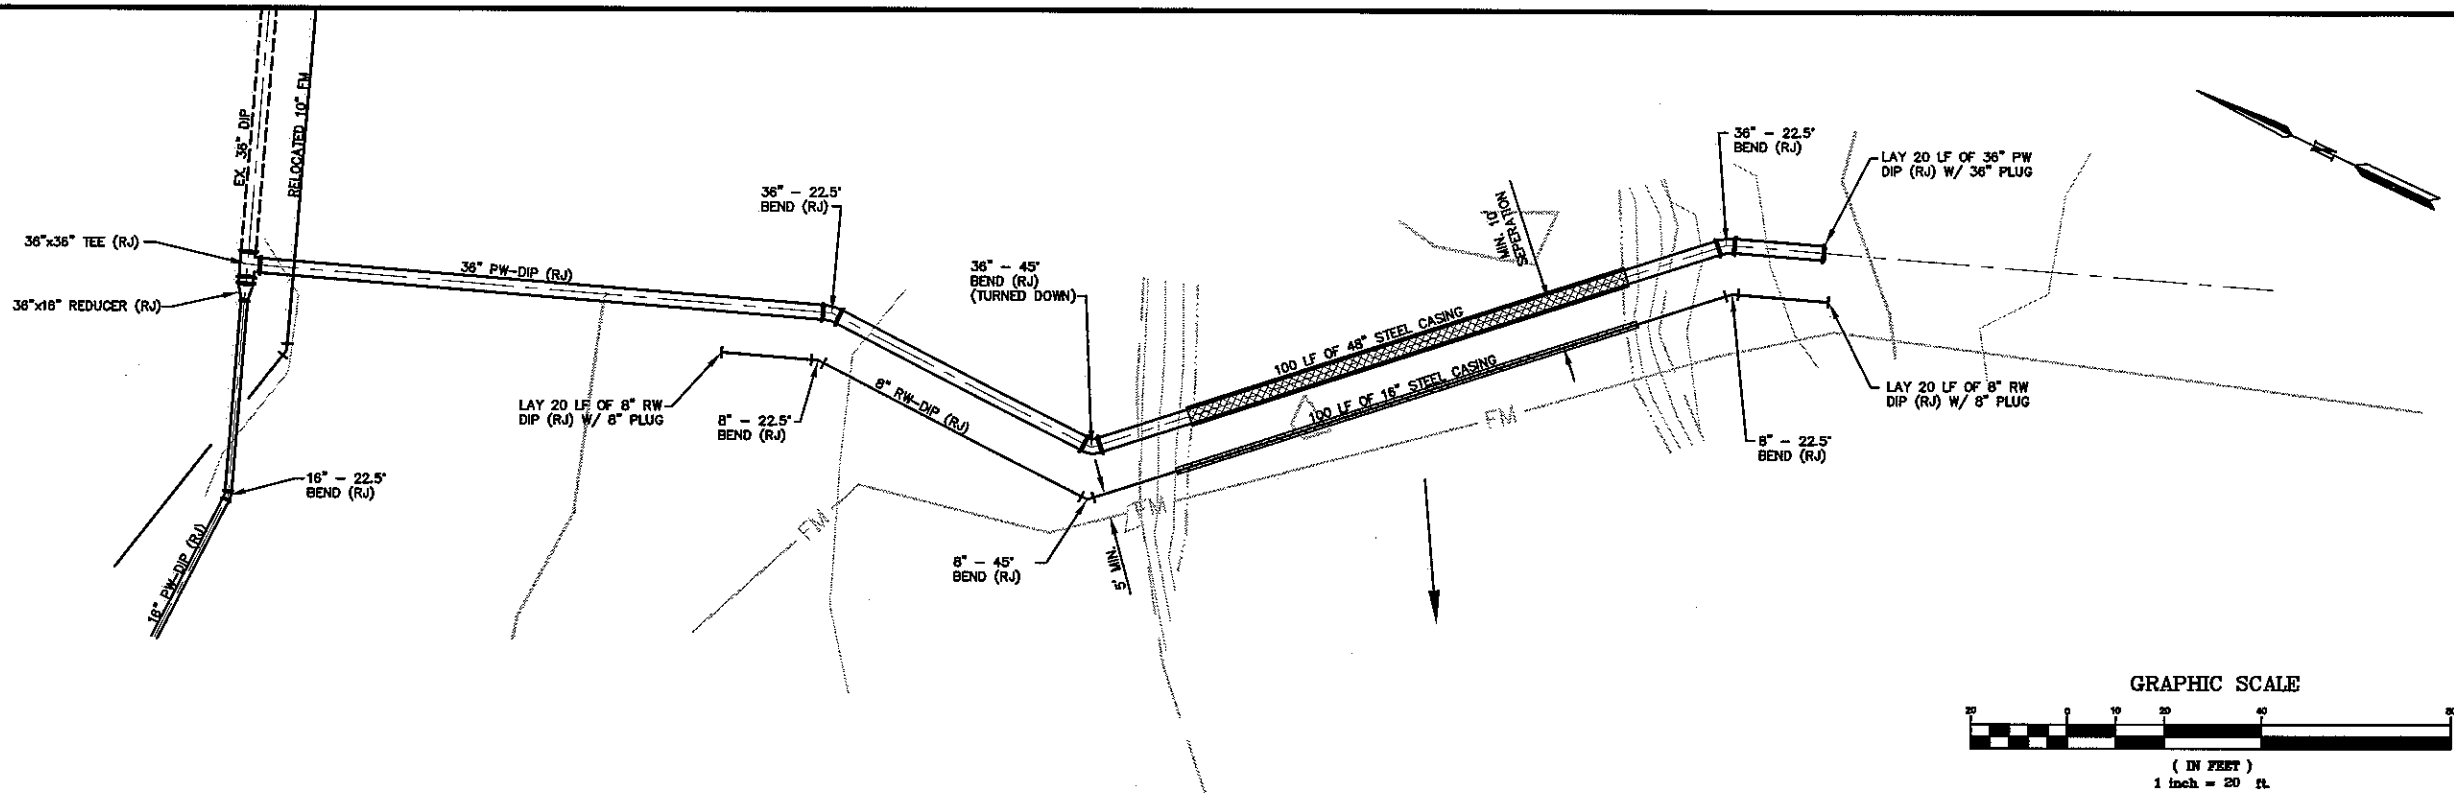 EX 36" DIP
RELOCATED 10" FM
36"x36" TEE (RJ)
36"x16" REDUCER (RJ)
16" - 22.5°
BEND (RJ)
16" PW-DIP (RJ)
36" PW-DIP (RJ)
36" - 22.5°
BEND (RJ)
LAY 20 LF OF 8" RW
DIP (RJ) W/ 8" PLUG
8" - 22.5°
BEND (RJ)
8" RW-DIP (RJ)
36" - 45°
BEND (RJ)
(TURNED DOWN)
8" - 45°
BEND (RJ)
5' MIN.
FM
FM
FM
100 LF OF 48" STEEL CASING
100 LF OF 16" STEEL CASING
MIN. 10'
SEPERATION
36" - 22.5°
BEND (RJ)
LAY 20 LF OF 36" PW
DIP (RJ) W/ 36" PLUG
LAY 20 LF OF 8" RW
DIP (RJ) W/ 8" PLUG
8" - 22.5°
BEND (RJ)
N
GRAPHIC SCALE
20 0 10 20 40 80
( IN FEET )
1 inch = 20 ft.